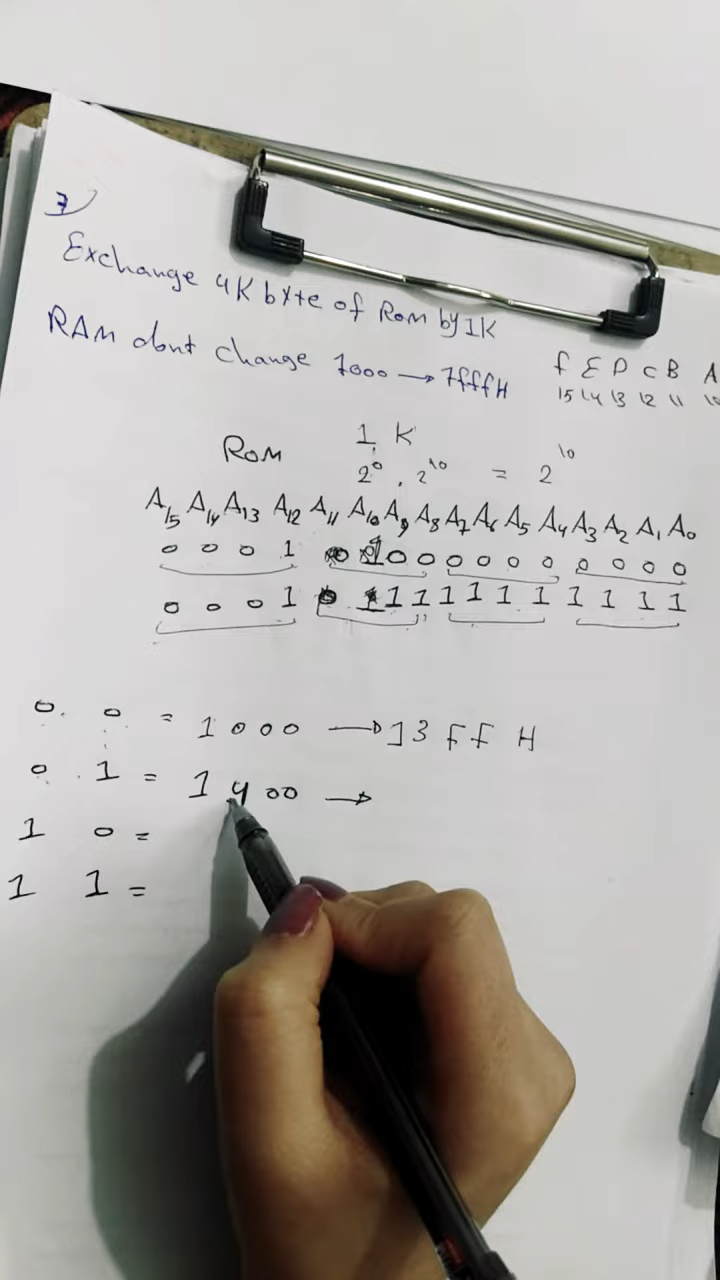 7
Exchange 4K byte of Rom by 1K
RAM dont change 7000 → 7fffH
f E D C B A
15 14 13 12 11 10
1 K
ROM
2⁰ . 2¹⁰ = 2¹⁰
A15 A14 A13 A12 A11 A10 A9 A8 A7 A6 A5 A4 A3 A2 A1 A0
0 0 0 1 0 1 0 0 0 0 0 0 0 0 0 0
0 0 0 1 0 1 1 1 1 1 1 1 1 1 1 1
0 . 0 = 1000 → 13FF H
0 . 1 = 1400 →
1 0 =
1 1 =